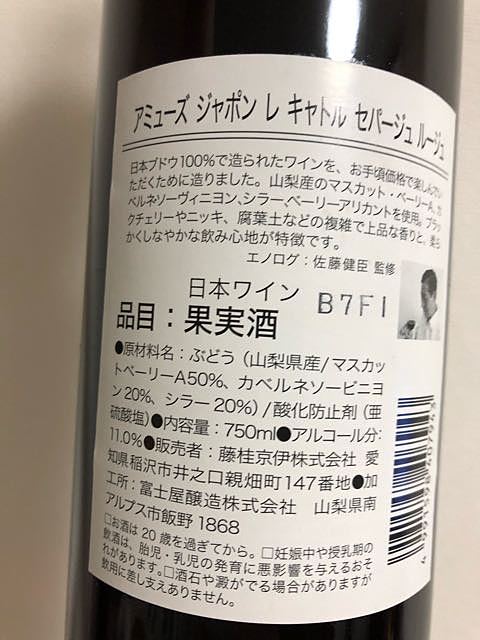 アミューズ ジャポン レ キャトル セパージュ ルージュ
日本ブドウ100%で造られたワインを、お手頃価格で楽しんでい
ただくために造りました。山梨産のマスカット・ベーリーA、カ
ベルネソーヴィニヨン、シラー、ベーリーアリカントを使用。ブラッ
クチェリーやニッキ、腐葉土などの複雑で上品な香りと、柔ら
かくしなやかな飲み心地が特徴です。
エノログ：佐藤健臣 監修
日本ワイン
B7F1
品目：果実酒
●原材料名：ぶどう（山梨県産/マスカッ
トベーリーA50%、カベルネソービニヨ
ン20%、シラー20%）/酸化防止剤（亜
硫酸塩）●内容量：750ml●アルコール分：
11.0%●販売者：藤桂京伊株式会社 愛
知県稲沢市井之口親畑町147番地●加
工所：富士屋醸造株式会社 山梨県南
アルプス市飯野1868
□お酒は20歳を過ぎてから。□妊娠中や授乳期の
飲酒は、胎児・乳児の発育に悪影響を与えるおそ
れがあります。□酒石や澱がでる場合がありますが
飲用に差し支えありません。